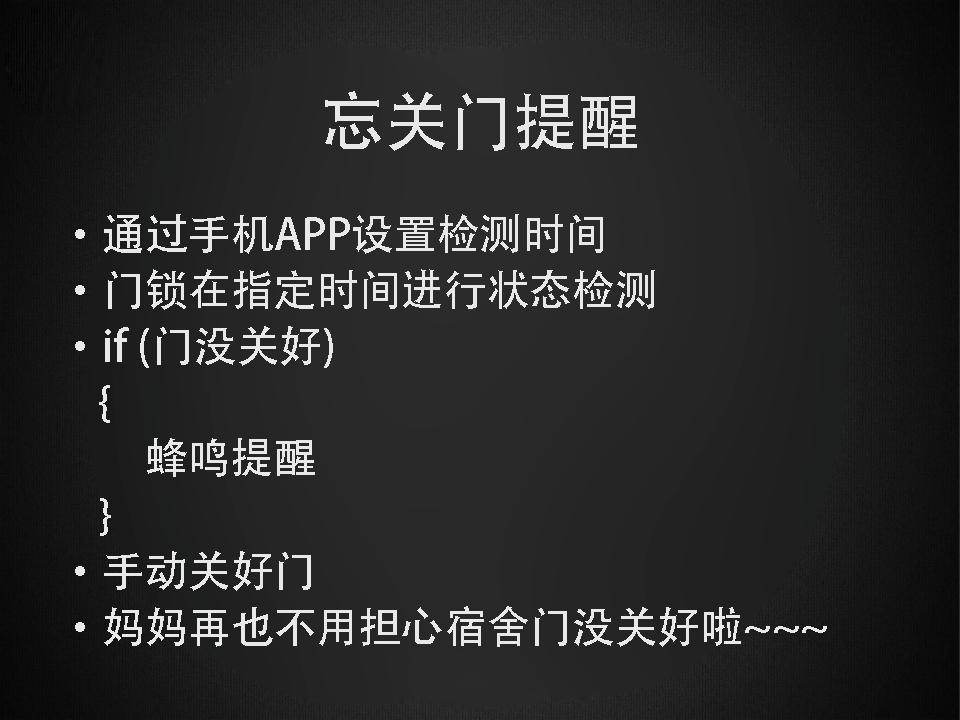 忘关门提醒
• 通过手机APP设置检测时间
• 门锁在指定时间进行状态检测
• if (门没关好)
{
蜂鸣提醒
}
• 手动关好门
• 妈妈再也不用担心宿舍门没关好啦~~~